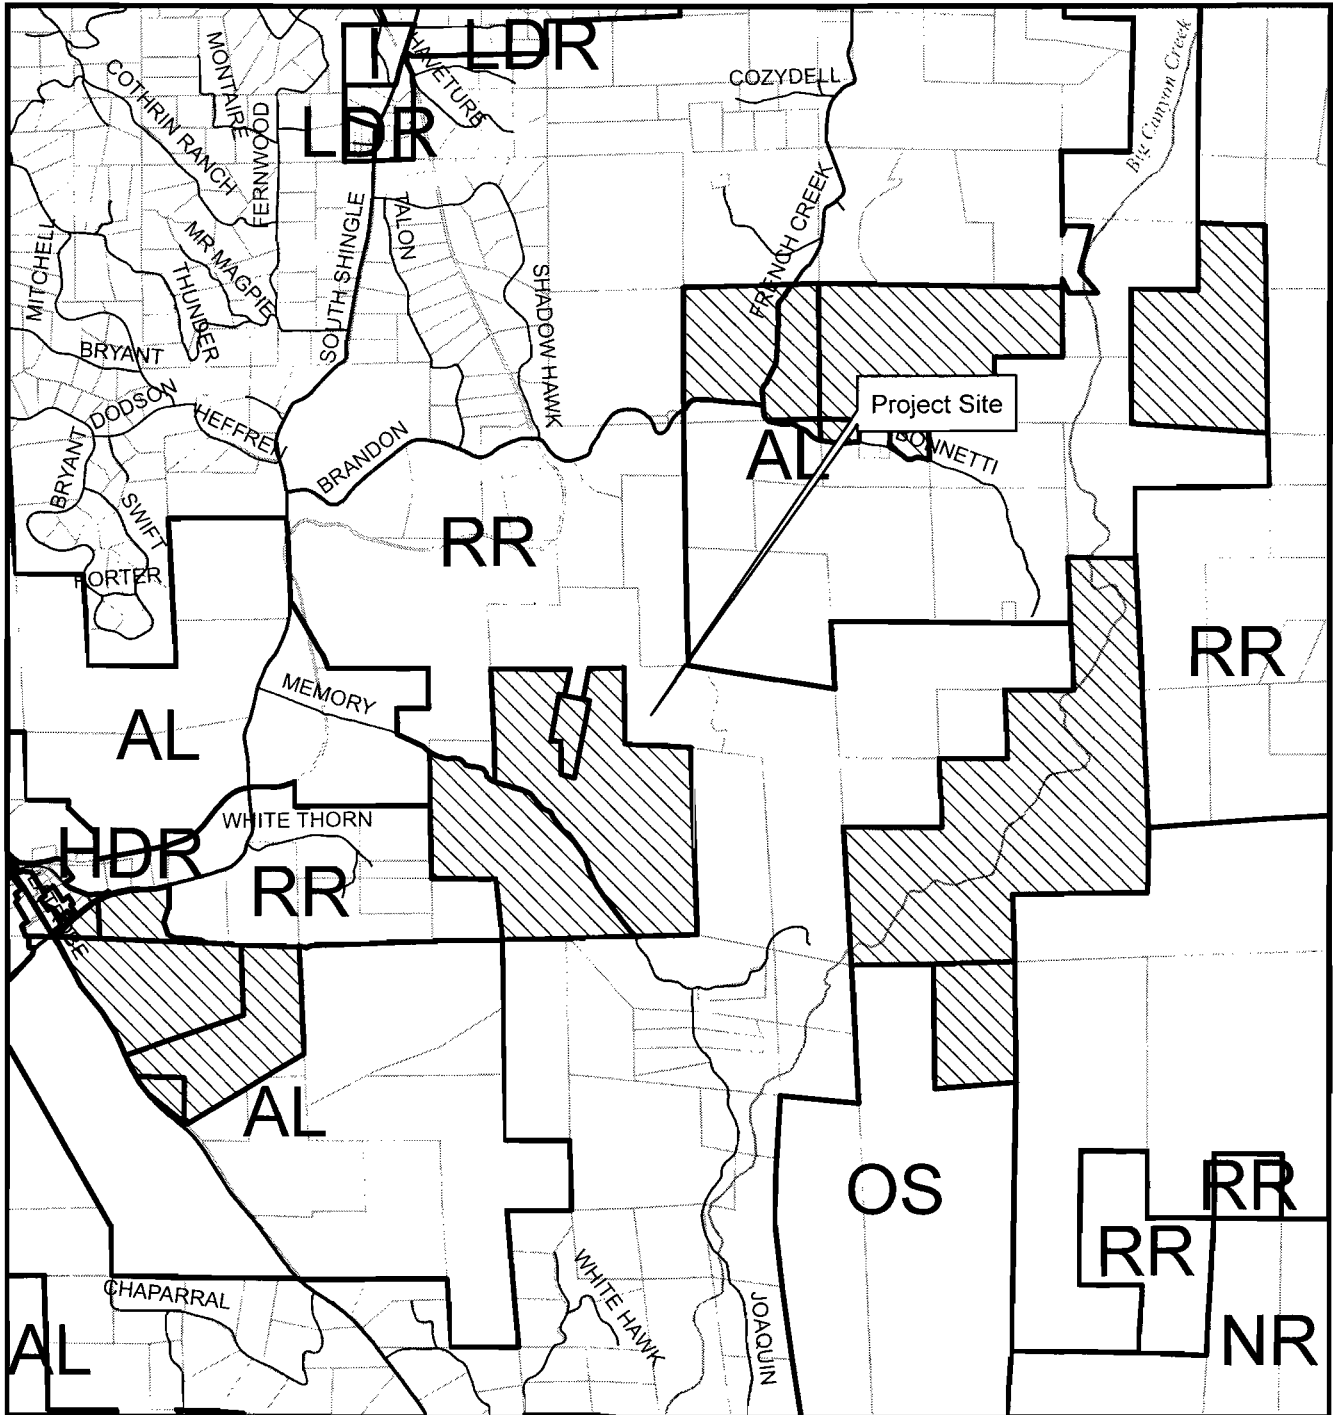 I
LDR
LDR
MONTAIRE
COTHRIN RANCH
FERNWOOD
COZYDELL
Big Canyon Creek
FRENCH CREEK
MITCHELL
MR MAGPIE
THUNDER
SOUTH SHINGLE
TALON
SHADOW HAWK
BRYANT
DODSON
HEFFREN
BRANDON
Project Site
AL
BONNETTI
BRYANT
SWIFT
PORTER
RR
RR
MEMORY
AL
WHITE THORN
HDR
RR
AL
OS
RR
RR
NR
CHAPARRAL
AL
WHITE HAWK
JOAQUIN